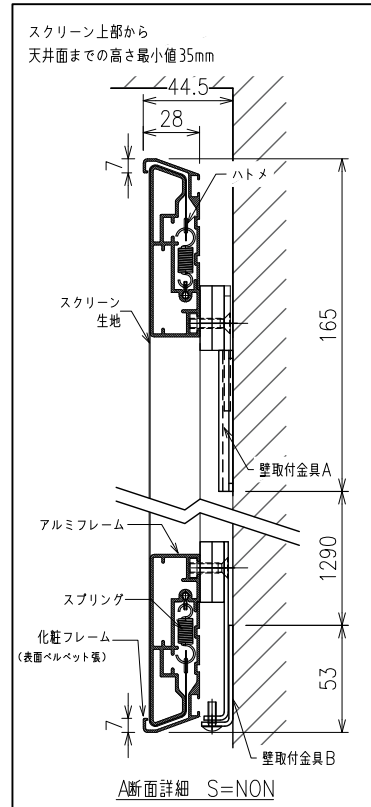 スクリーン上部から
天井面までの高さ最小値35mm
44.5
28
7
ハトメ
スクリーン
生地
165
壁取付金具A
アルミフレーム
1290
スプリング
化粧フレーム
(表面ベルベット張)
53
7
壁取付金具B
A断面詳細 S=NON